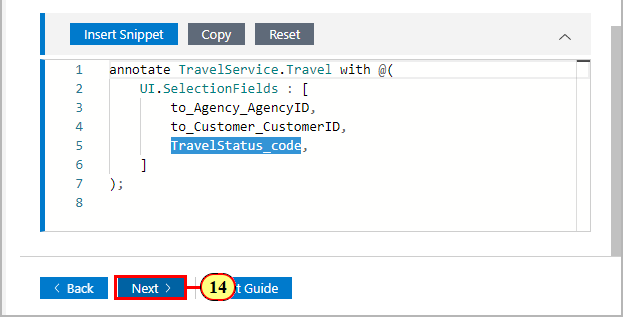 Insert Snippet Copy Reset
1 annotate TravelService.Travel with @(
2 UI.SelectionFields : [
3 to_Agency_AgencyID,
4 to_Customer_CustomerID,
5 TravelStatus_code,
6 ]
7 );
8
Back Next 14 Guide